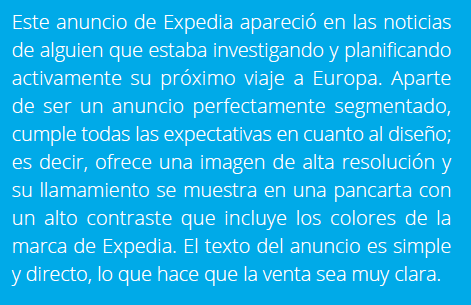 Este anuncio de Expedia apareció en las noticias
de alguien que estaba investigando y planificando
activamente su próximo viaje a Europa. Aparte
de ser un anuncio perfectamente segmentado,
cumple todas las expectativas en cuanto al diseño;
es decir, ofrece una imagen de alta resolución y
su llamamiento se muestra en una pancarta con
un alto contraste que incluye los colores de la
marca de Expedia. El texto del anuncio es simple
y directo, lo que hace que la venta sea muy clara.